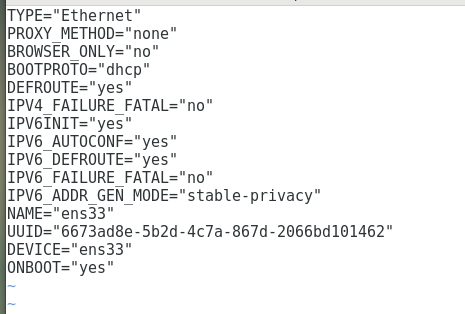 TYPE="Ethernet"
PROXY_METHOD="none"
BROWSER_ONLY="no"
BOOTPROTO="dhcp"
DEFROUTE="yes"
IPV4_FAILURE_FATAL="no"
IPV6INIT="yes"
IPV6_AUTOCONF="yes"
IPV6_DEFROUTE="yes"
IPV6_FAILURE_FATAL="no"
IPV6_ADDR_GEN_MODE="stable-privacy"
NAME="ens33"
UUID="6673ad8e-5b2d-4c7a-867d-2066bd101462"
DEVICE="ens33"
ONBOOT="yes"
~
~